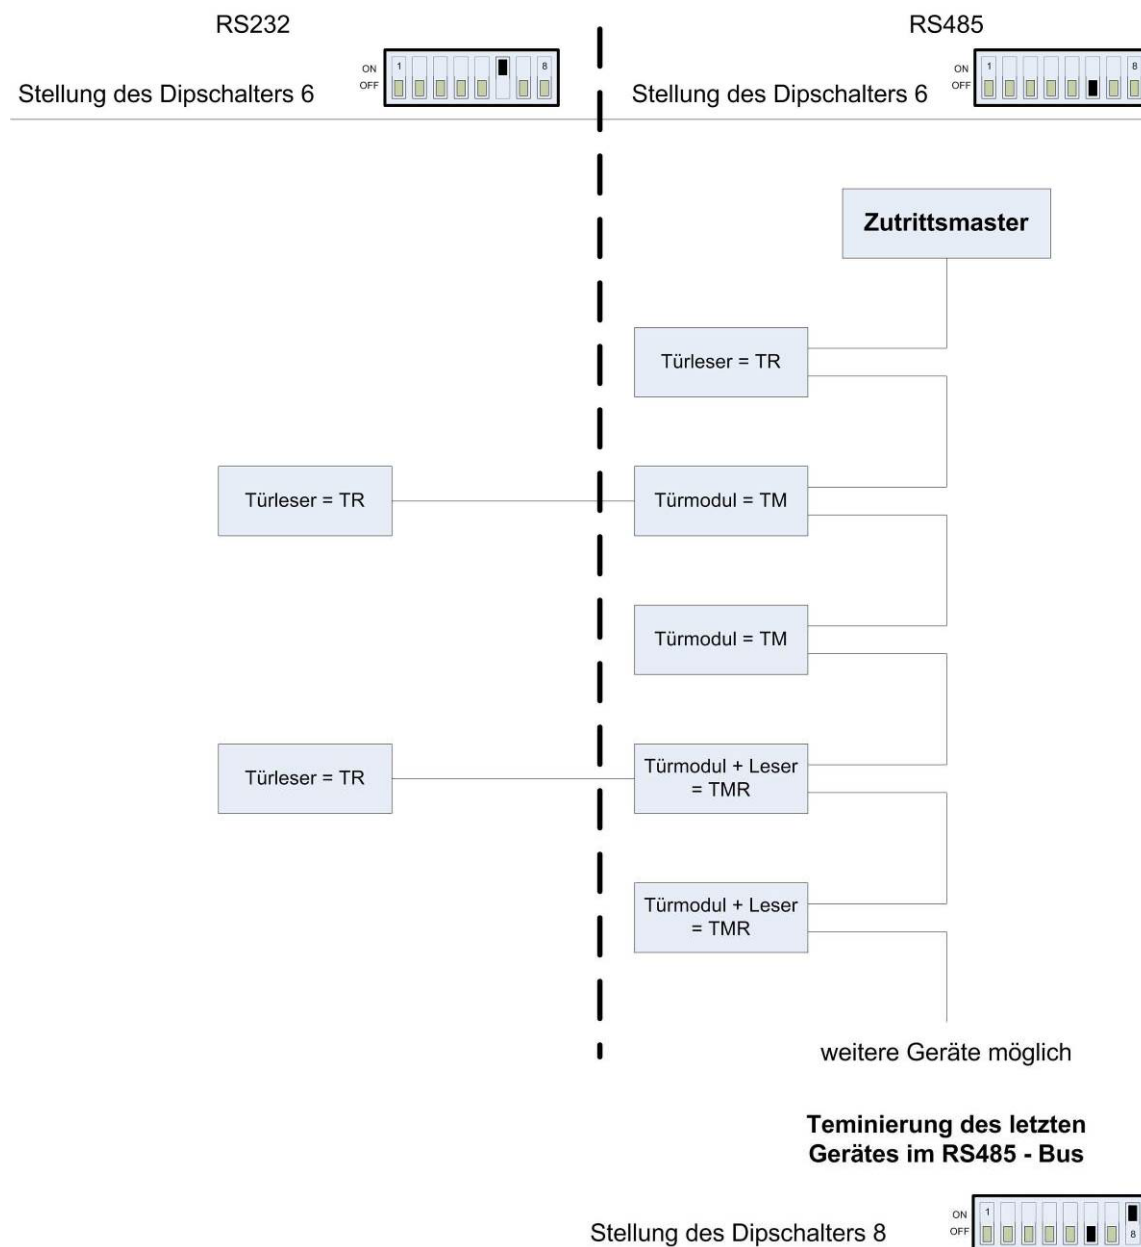 RS232
RS485
ON
OFF
1
8
Stellung des Dipschalters 6
ON
OFF
1
8
Stellung des Dipschalters 6
Zutrittsmaster
Türleser = TR
Türleser = TR
Türmodul = TM
Türmodul = TM
Türleser = TR
Türmodul + Leser
= TMR
Türmodul + Leser
= TMR
weitere Geräte möglich
Teminierung des letzten
Gerätes im RS485 - Bus
Stellung des Dipschalters 8
ON
OFF
1
8